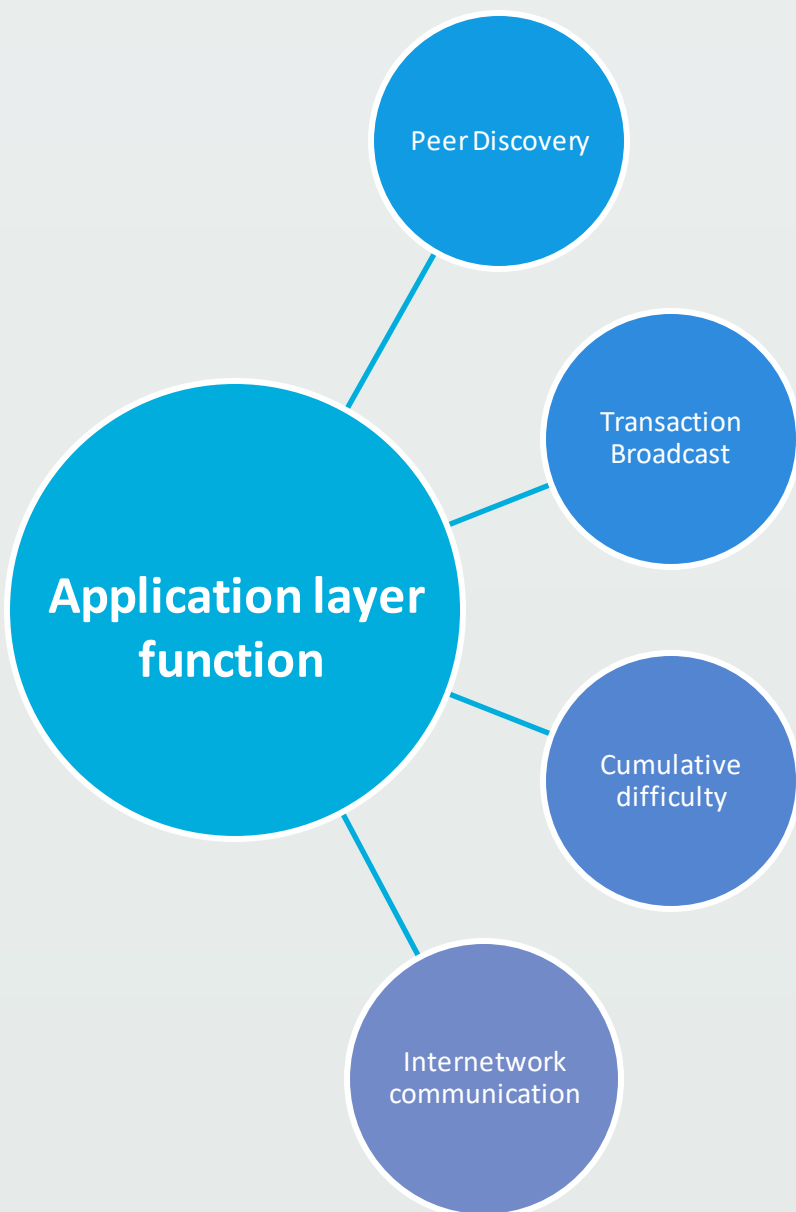 Peer Discovery
Transaction
Broadcast
Application layer
function
Cumulative
difficulty
Internetwork
communication